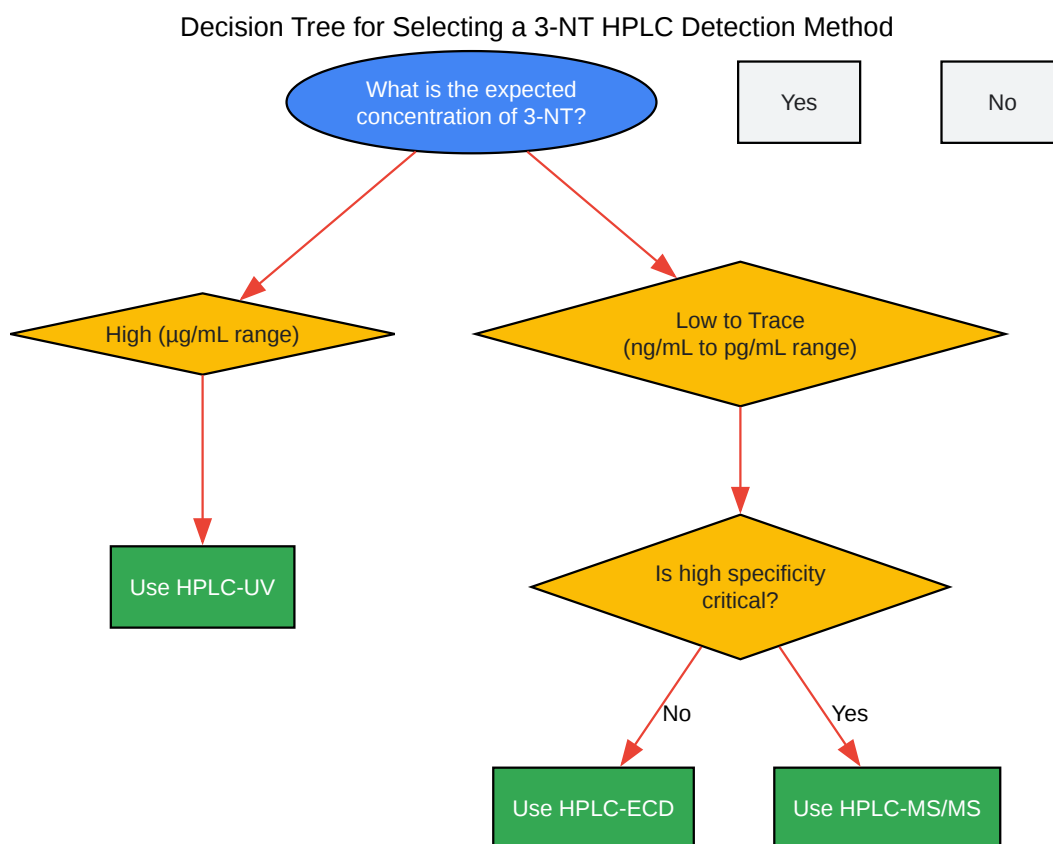 Decision Tree for Selecting a 3-NT HPLC Detection Method
What is the expected
concentration of 3-NT?
Yes
No
High (µg/mL range)
Low to Trace
(ng/mL to pg/mL range)
Use HPLC-UV
Is high specificity
critical?
No
Yes
Use HPLC-ECD
Use HPLC-MS/MS